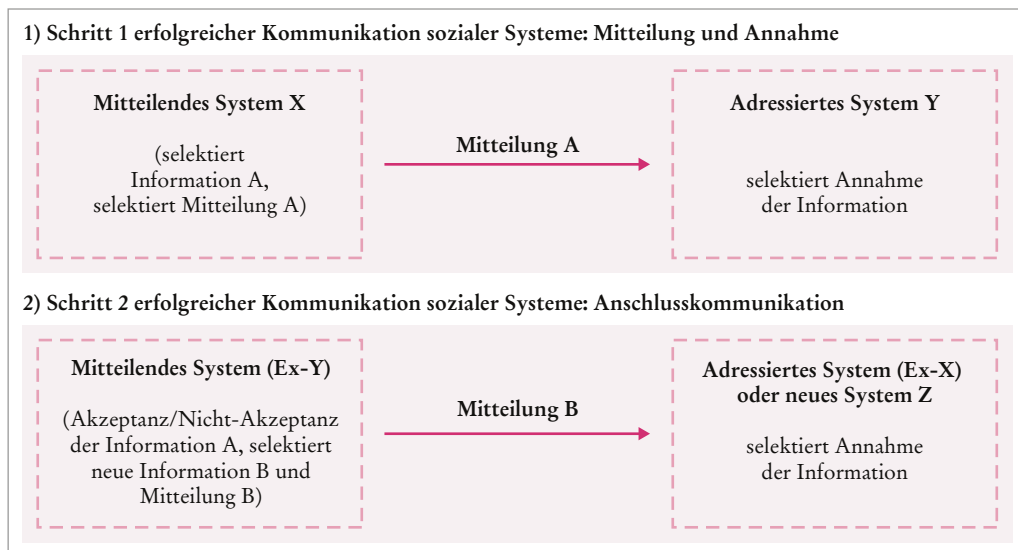 1) Schritt 1 erfolgreicher Kommunikation sozialer Systeme: Mitteilung und Annahme
Mitteilendes System X
(selektiert
Information A,
selektiert Mitteilung A)
Mitteilung A
Adressiertes System Y
selektiert Annahme
der Information
2) Schritt 2 erfolgreicher Kommunikation sozialer Systeme: Anschlusskommunikation
Mitteilendes System (Ex-Y)
(Akzeptanz/Nicht-Akzeptanz
der Information A, selektiert
neue Information B und
Mitteilung B)
Mitteilung B
Adressiertes System (Ex-X)
oder neues System Z
selektiert Annahme
der Information